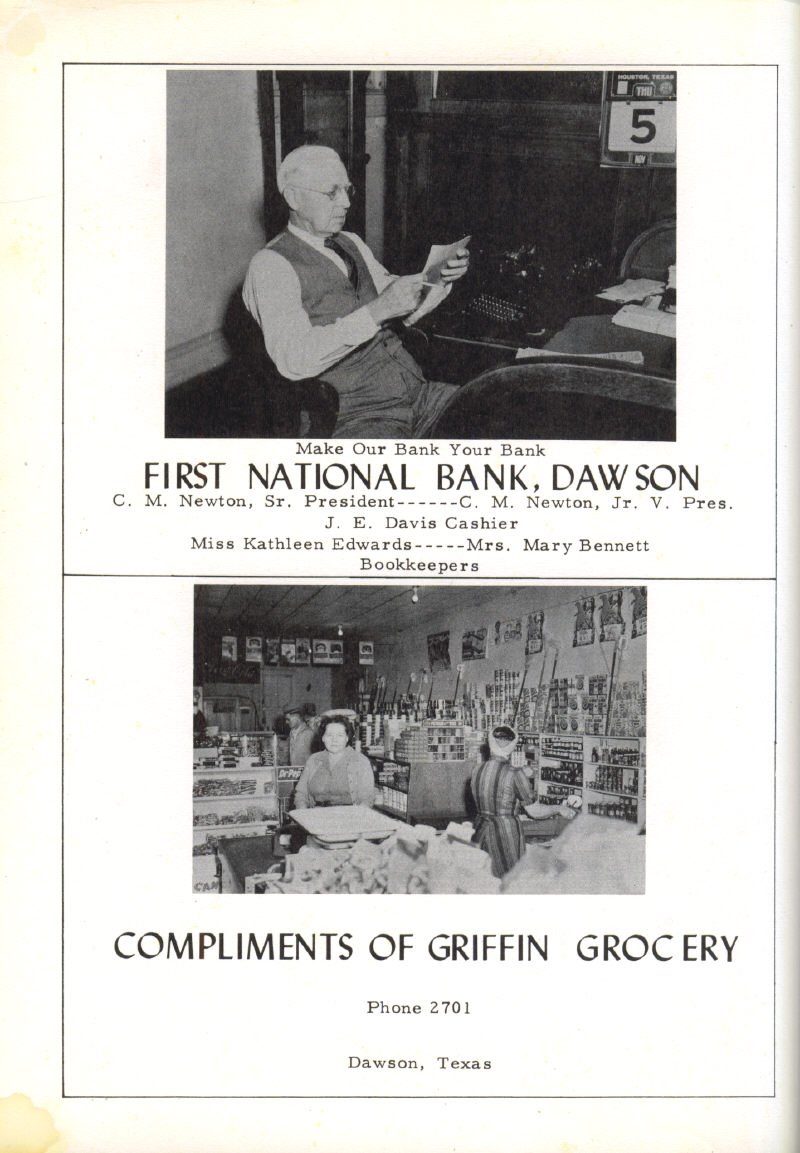 HOUSTON, TEXAS
THU
5
NOV
Make Our Bank Your Bank
FIRST NATIONAL BANK, DAWSON
C. M. Newton, Sr. President------C. M. Newton, Jr. V. Pres.
J. E. Davis Cashier
Miss Kathleen Edwards-----Mrs. Mary Bennett
Bookkeepers
Dr Pep
CAN
COMPLIMENTS OF GRIFFIN GROCERY
Phone 2701
Dawson, Texas